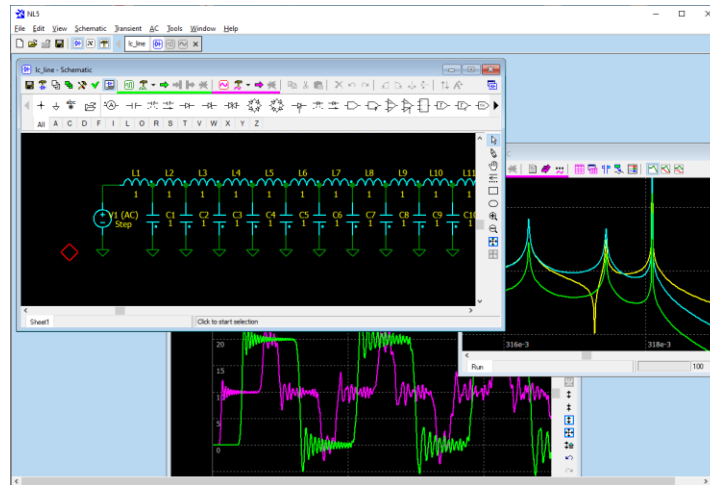 NL5
File Edit View Schematic Transient AC Tools Window Help
lc_line
lc_line - Schematic
All A C D F I L O R S T V W X Y Z
L1 L2 L3 L4 L5 L6 L7 L8 L9 L10 L11
1 1 1 1 1 1 1 1 1 1 1
V1 (AC) C1 C2 C3 C4 C5 C6 C7 C8 C9 C10
Step 1 1 1 1 1 1 1 1 1
Sheet1 Click to start selection
316e-3 318e-3
Run 100
20
15
10
5
0